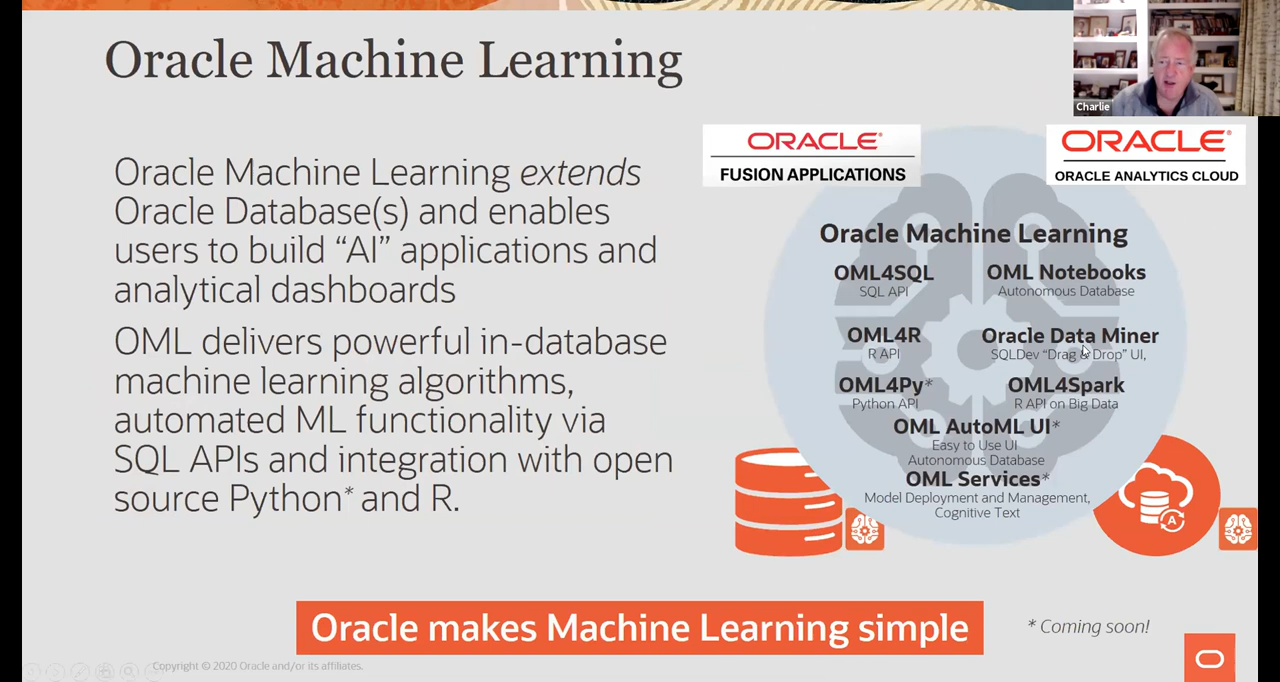 Oracle Machine Learning
Charlie
Oracle Machine Learning extends
Oracle Database(s) and enables
users to build “AI” applications and
analytical dashboards
OML delivers powerful in-database
machine learning algorithms,
automated ML functionality via
SQL APIs and integration with open
source Python* and R.
ORACLE®
FUSION APPLICATIONS
ORACLE®
ORACLE ANALYTICS CLOUD
Oracle Machine Learning
OML4SQL
SQL API
OML Notebooks
Autonomous Database
OML4R
R API
Oracle Data Miner
SQLDev “Drag & Drop” UI,
OML4Py*
Python API
OML4Spark
R API on Big Data
OML AutoML UI*
Easy to Use UI
Autonomous Database
OML Services*
Model Deployment and Management,
Cognitive Text
A
Oracle makes Machine Learning simple
* Coming soon!
Copyright © 2020 Oracle and/or its affiliates.